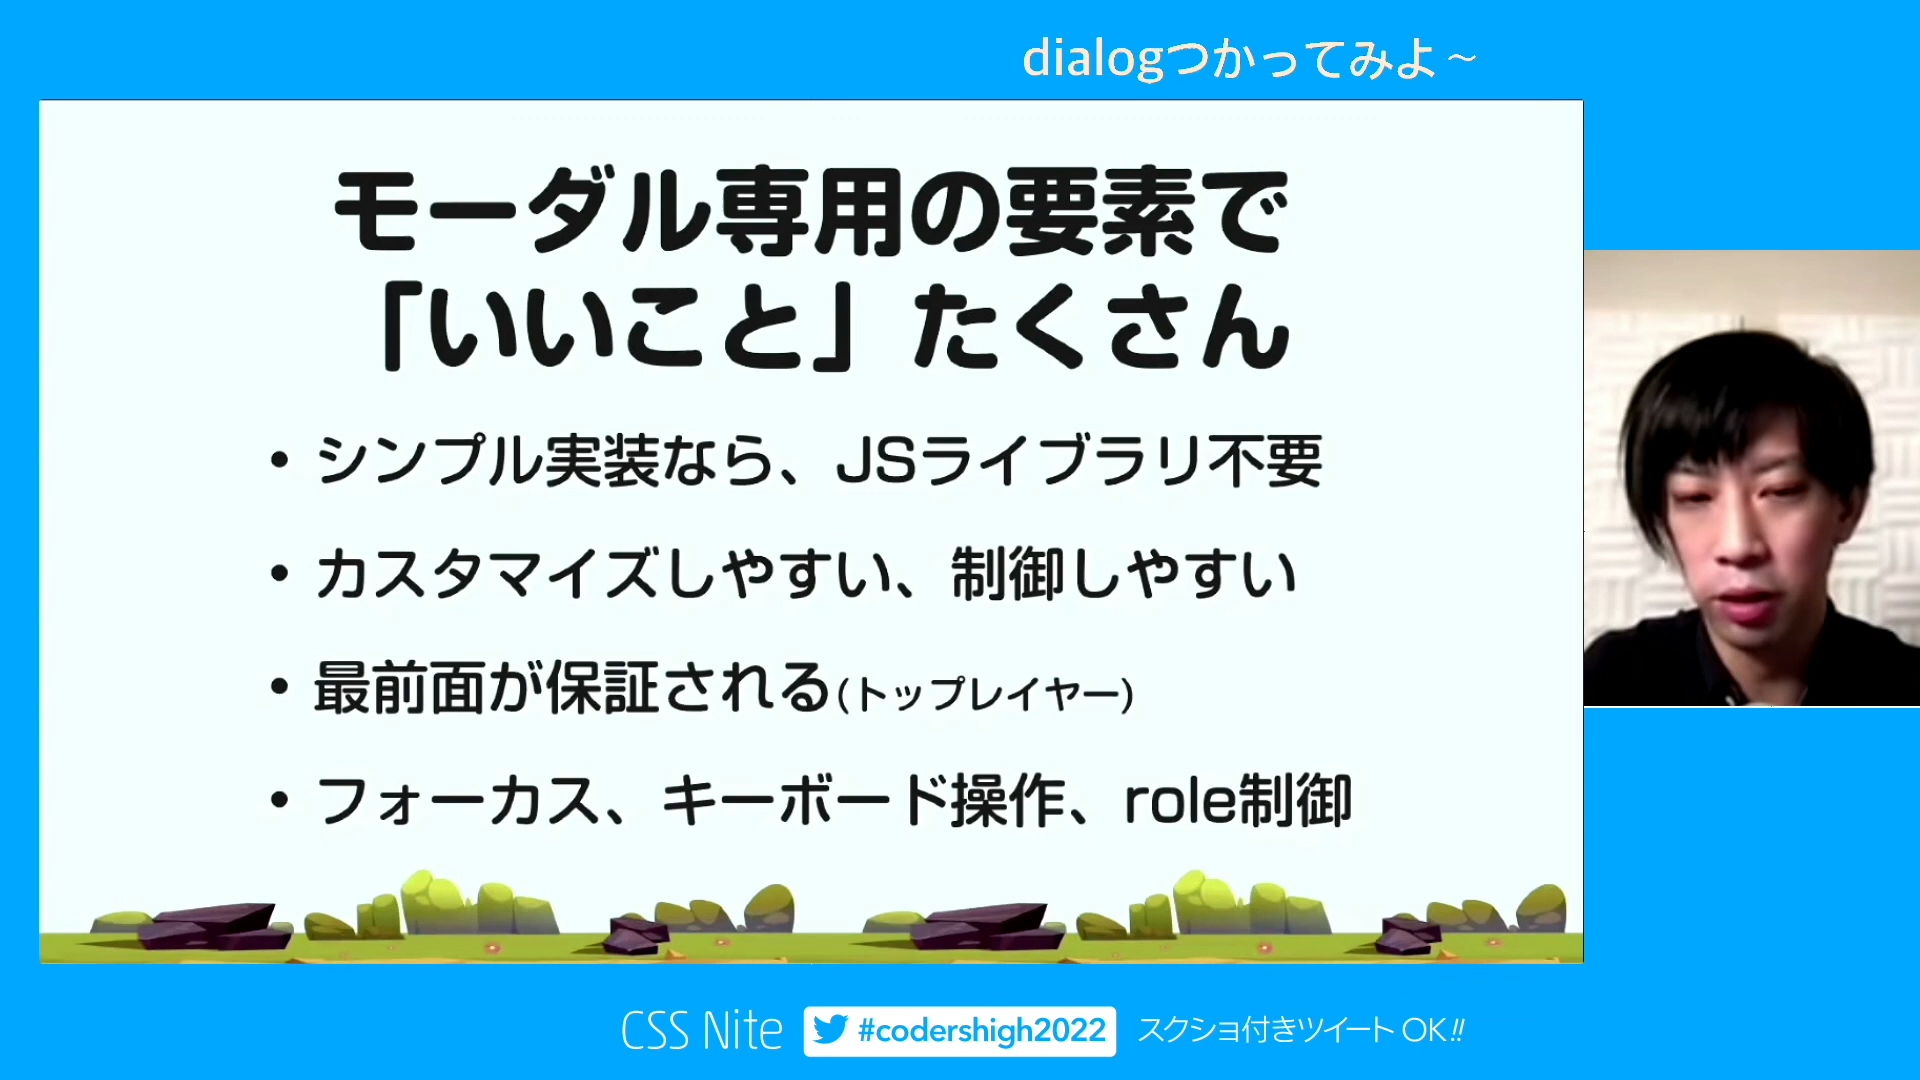 dialogつかってみよ~
モーダル専用の要素で
「いいこと」たくさん
• シンプル実装なら、JSライブラリ不要
• カスタマイズしやすい、制御しやすい
• 最前面が保証される(トップレイヤー)
• フォーカス、キーボード操作、role制御
CSS Nite #codershigh2022 スクショ付きツイート OK!!